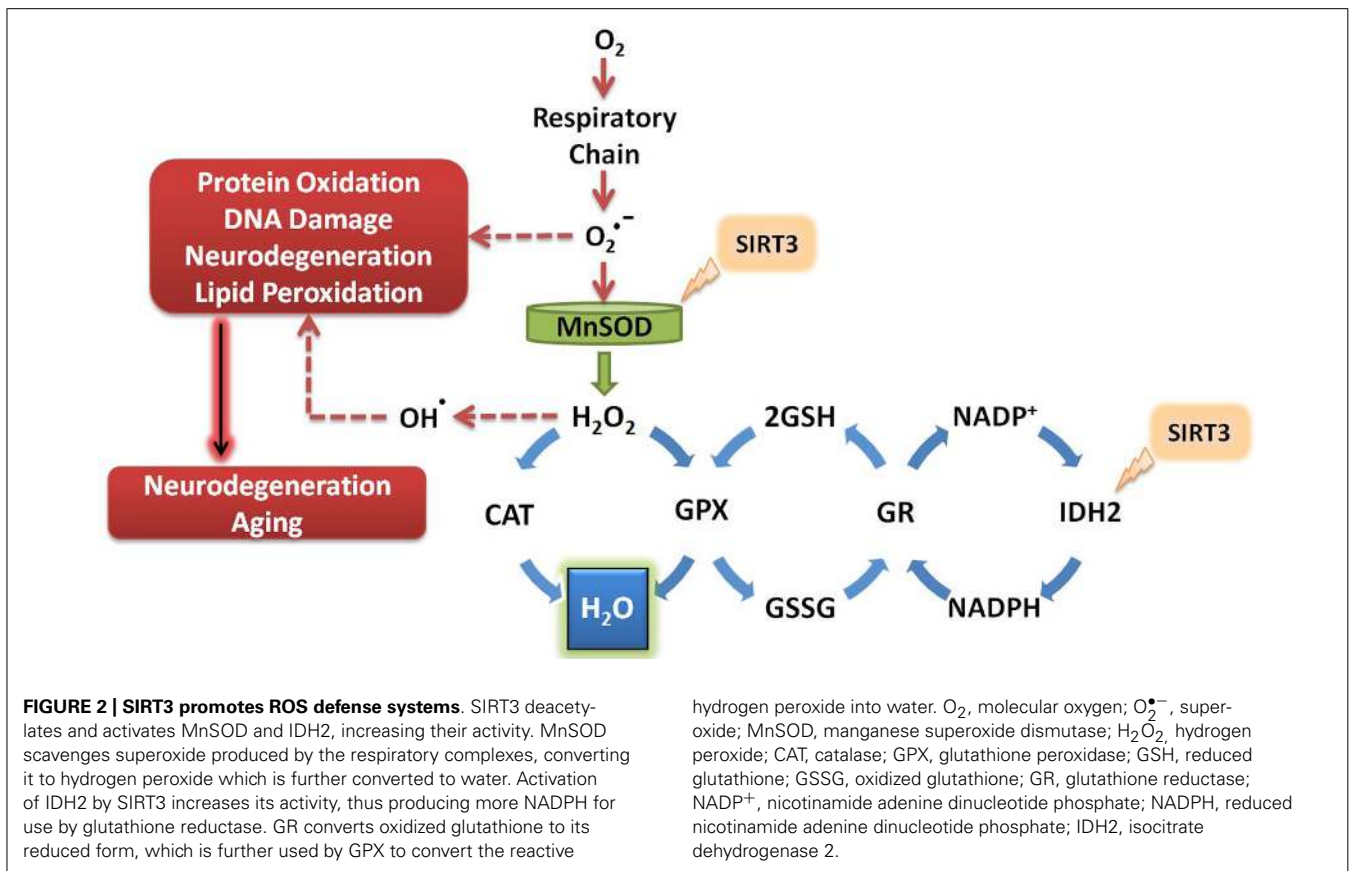 O₂
Respiratory
Chain
Protein Oxidation
DNA Damage
Neurodegeneration
Lipid Peroxidation
O₂•−
SIRT3
MnSOD
OH•
H₂O₂
2GSH
NADP⁺
SIRT3
Neurodegeneration
Aging
CAT
GPX
GR
IDH2
H₂O
GSSG
NADPH
FIGURE 2 | SIRT3 promotes ROS defense systems. SIRT3 deacety-
lates and activates MnSOD and IDH2, increasing their activity. MnSOD
scavenges superoxide produced by the respiratory complexes, converting
it to hydrogen peroxide which is further converted to water. Activation
of IDH2 by SIRT3 increases its activity, thus producing more NADPH for
use by glutathione reductase. GR converts oxidized glutathione to its
reduced form, which is further used by GPX to convert the reactive
hydrogen peroxide into water. O₂, molecular oxygen; O₂•−, super-
oxide; MnSOD, manganese superoxide dismutase; H₂O₂, hydrogen
peroxide; CAT, catalase; GPX, glutathione peroxidase; GSH, reduced
glutathione; GSSG, oxidized glutathione; GR, glutathione reductase;
NADP+, nicotinamide adenine dinucleotide phosphate; NADPH, reduced
nicotinamide adenine dinucleotide phosphate; IDH2, isocitrate
dehydrogenase 2.